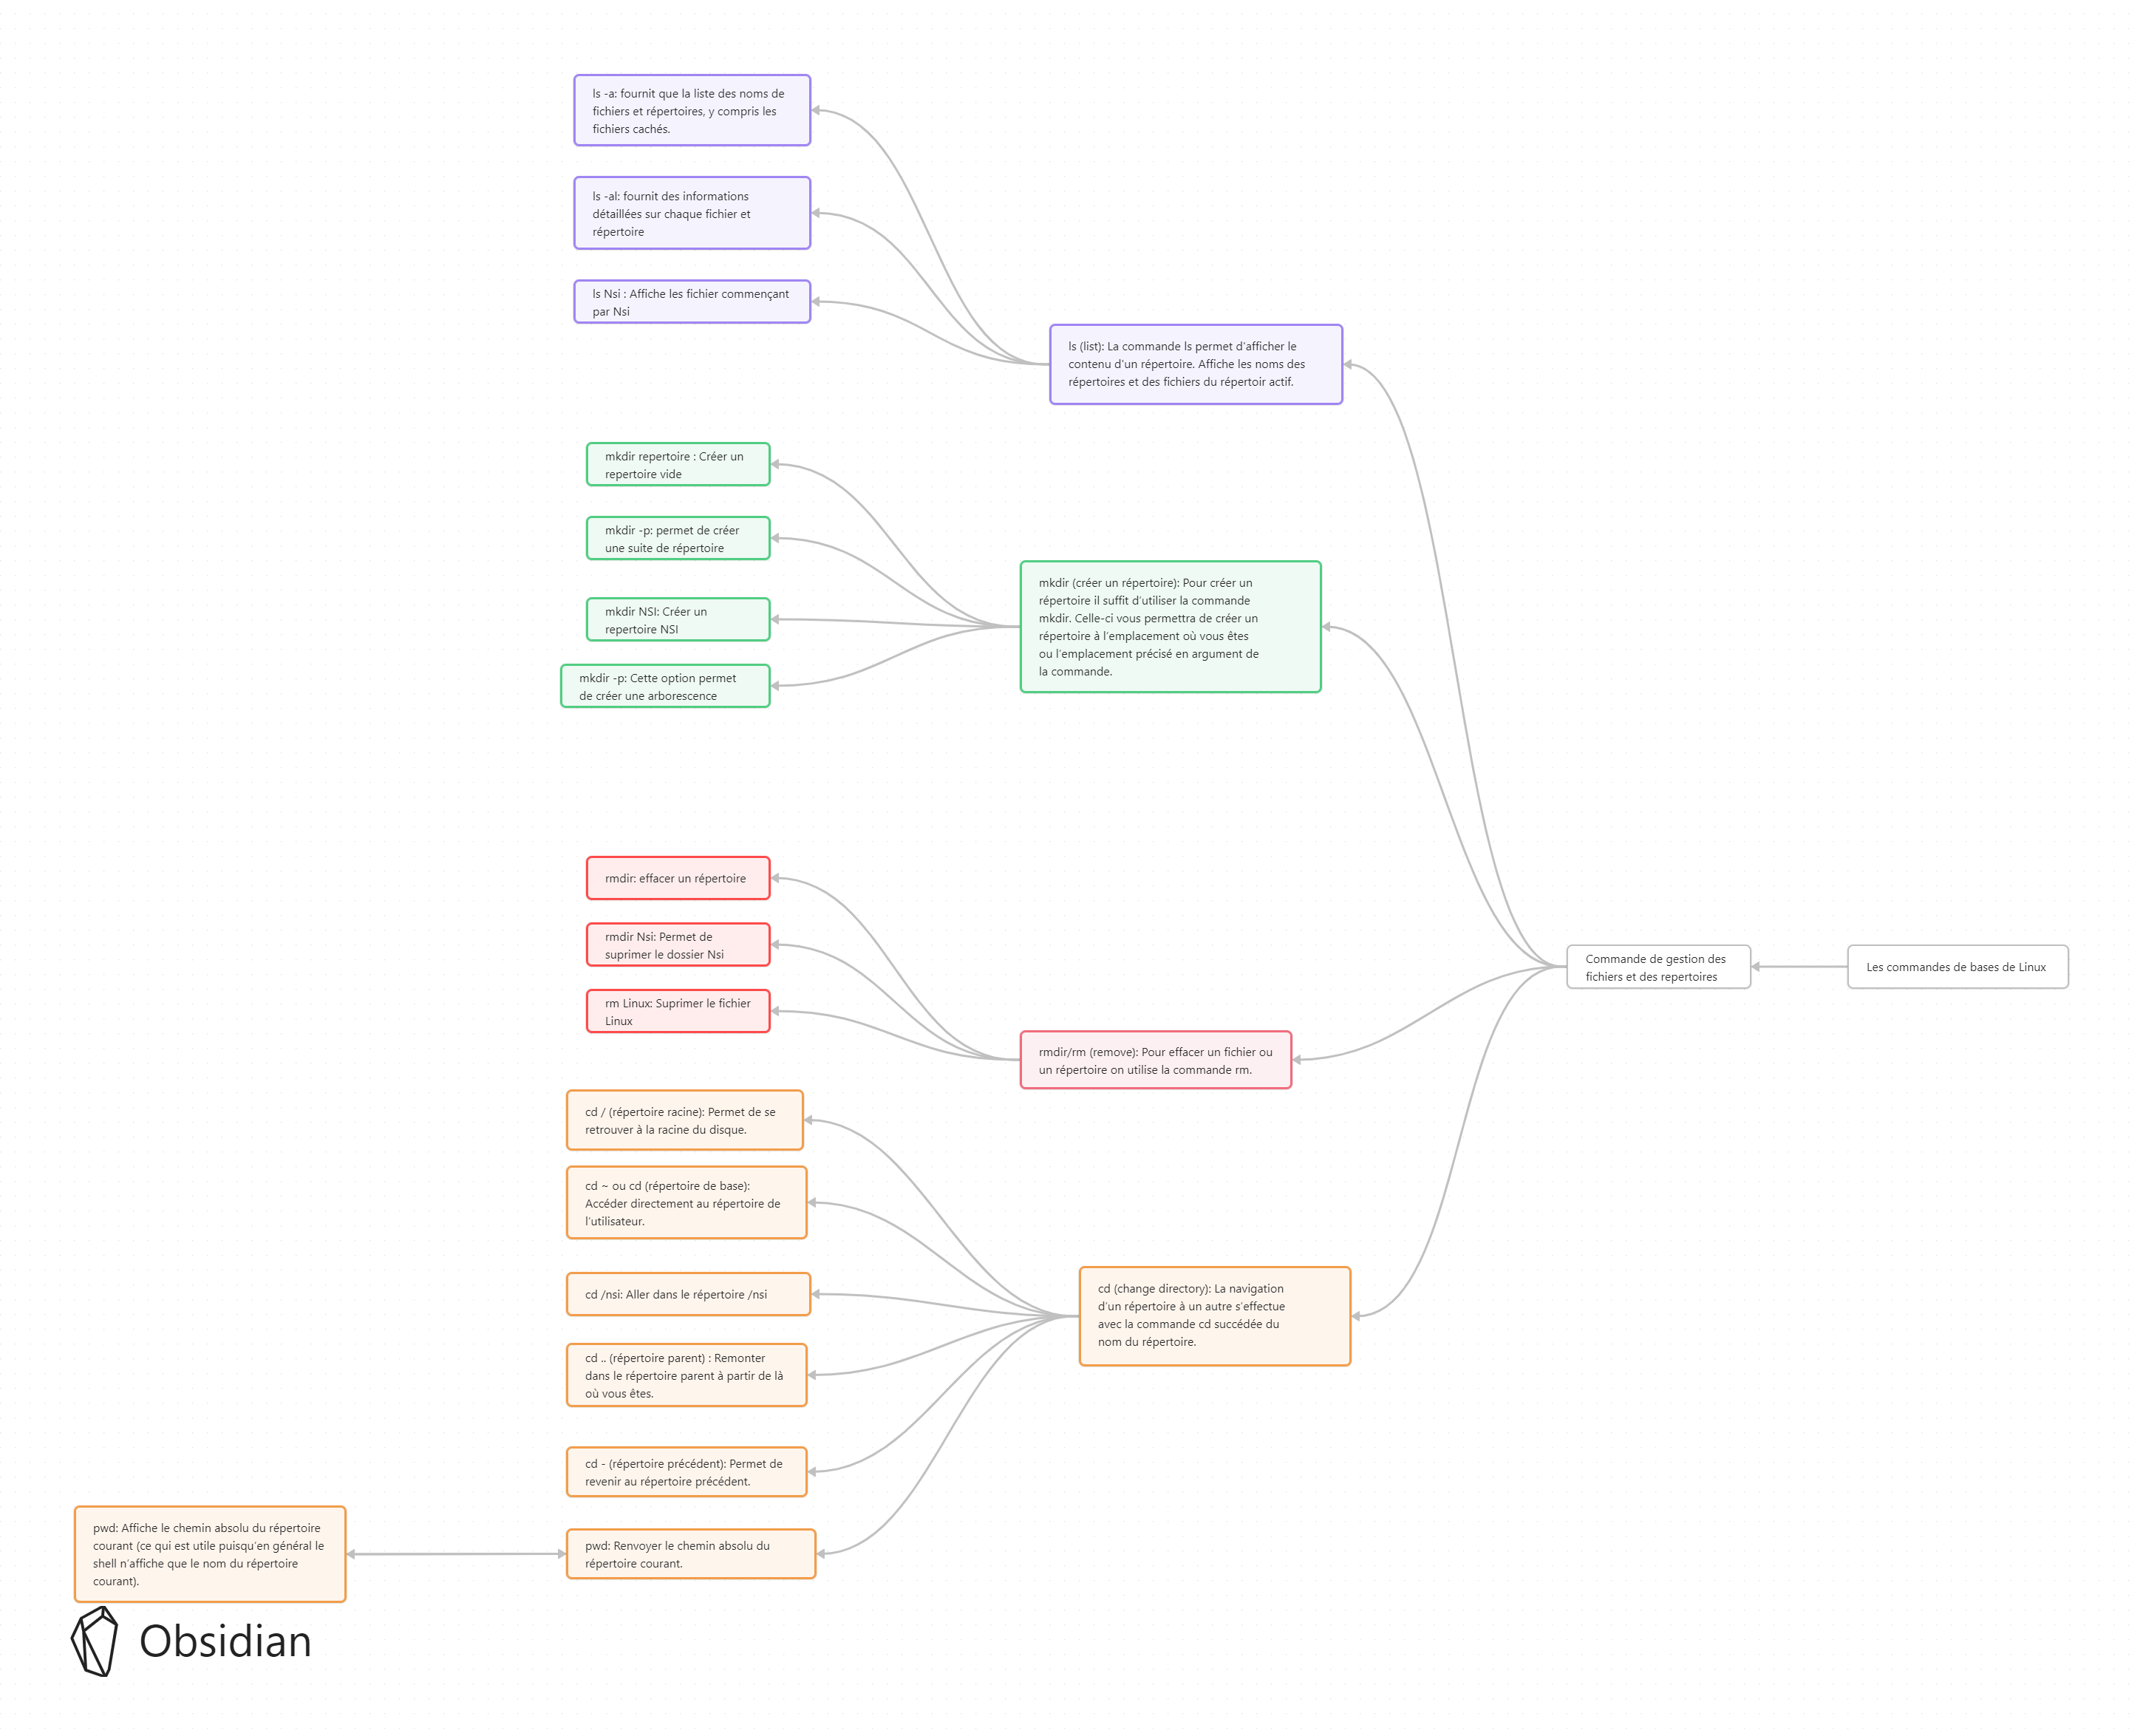 ls -a: fournit que la liste des noms de
fichiers et répertoires, y compris les
fichiers cachés.
ls -al: fournit des informations
détaillées sur chaque fichier et
répertoire
ls Nsi : Affiche les fichier commençant
par Nsi
ls (list): La commande ls permet d'afficher le
contenu d'un répertoire. Affiche les noms des
répertoires et des fichiers du répertoir actif.
mkdir repertoire : Créer un
repertoire vide
mkdir -p: permet de créer
une suite de répertoire
mkdir NSI: Créer un
repertoire NSI
mkdir -p: Cette option permet
de créer une arborescence
mkdir (créer un répertoire): Pour créer un
répertoire il suffit d'utiliser la commande
mkdir. Celle-ci vous permettra de créer un
répertoire à l'emplacement où vous êtes
ou l'emplacement précisé en argument de
la commande.
rmdir: effacer un répertoire
rmdir Nsi: Permet de
suprimer le dossier Nsi
rm Linux: Suprimer le fichier
Linux
rmdir/rm (remove): Pour effacer un fichier ou
un répertoire on utilise la commande rm.
Commande de gestion des
fichiers et des repertoires
Les commandes de bases de Linux
cd / (répertoire racine): Permet de se
retrouver à la racine du disque.
cd ~ ou cd (répertoire de base):
Accéder directement au répertoire de
l'utilisateur.
cd /nsi: Aller dans le répertoire /nsi
cd .. (répertoire parent) : Remonter
dans le répertoire parent à partir de là
où vous êtes.
cd - (répertoire précédent): Permet de
revenir au répertoire précédent.
pwd: Renvoyer le chemin absolu du
répertoire courant.
cd (change directory): La navigation
d'un répertoire à un autre s'effectue
avec la commande cd succédée du
nom du répertoire.
pwd: Affiche le chemin absolu du répertoire
courant (ce qui est utile puisqu'en général le
shell n'affiche que le nom du répertoire
courant).
Obsidian